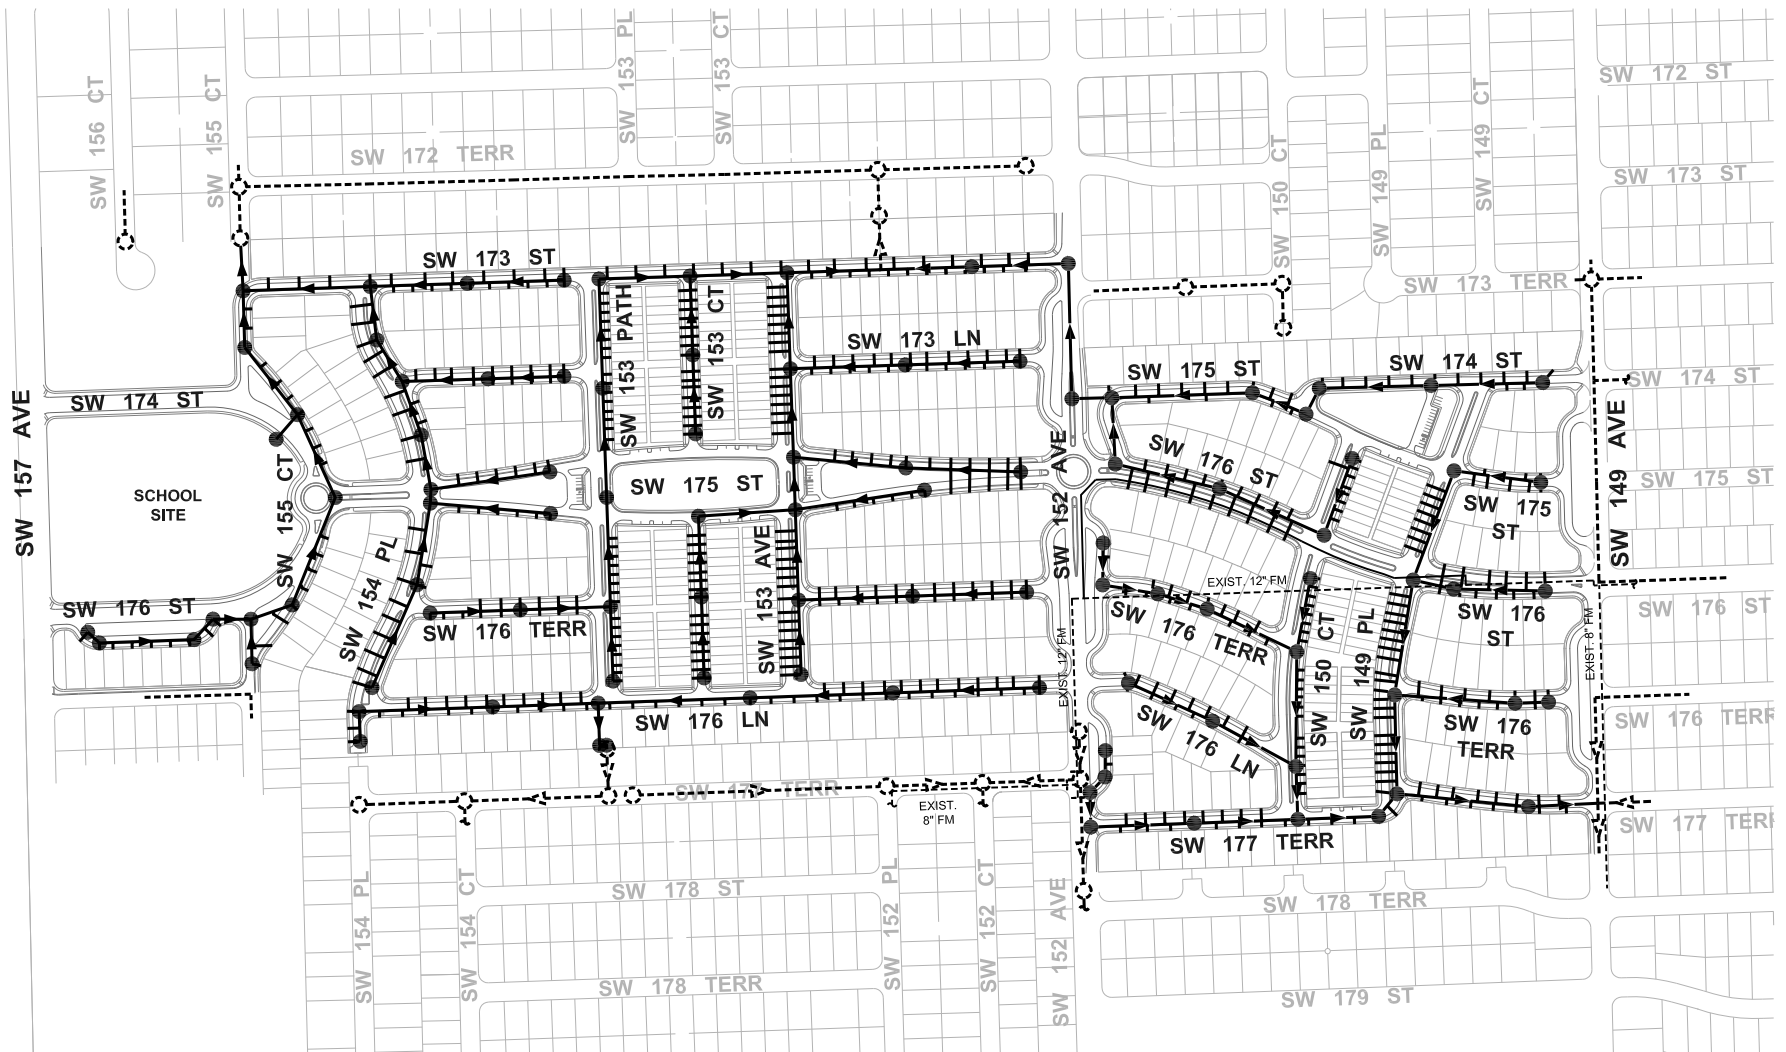 SW 156 CT
SW 155 CT
SW 153 PL
SW 153 CT
SW 172 TERR
SW 150 CT
SW 149 PL
SW 149 CT
SW 172 ST
SW 173 ST
SW 173 TERR
SW 173 ST
SW 153 PATH
SW 153 CT
SW 173 LN
SW 175 ST
SW 174 ST
SW 174 ST
SW 174 ST
SW 157 AVE
SW 149 AVE
SW 152 AVE
SW 176 ST
SW 175 ST
SW 175
ST
SW 175 ST
SCHOOL
SITE
SW 155 CT
SW 154 PL
SW 153 AVE
EXIST. 12" FM
SW 176 ST
SW 176 TERR
SW 176 TERR
SW 176
ST
SW 176 ST
EXIST. 12" FM
EXIST. 8" FM
SW 150 CT
SW 149 PL
SW 176 LN
SW 176 LN
SW 176
TERR
SW 176 TERR
SW 177 TERR
EXIST.
8" FM
SW 177 TERR
SW 177 TERR
SW 154 PL
SW 154 CT
SW 178 ST
SW 152 PL
SW 152 CT
SW 152 AVE
SW 178 TERR
SW 178 TERR
SW 179 ST